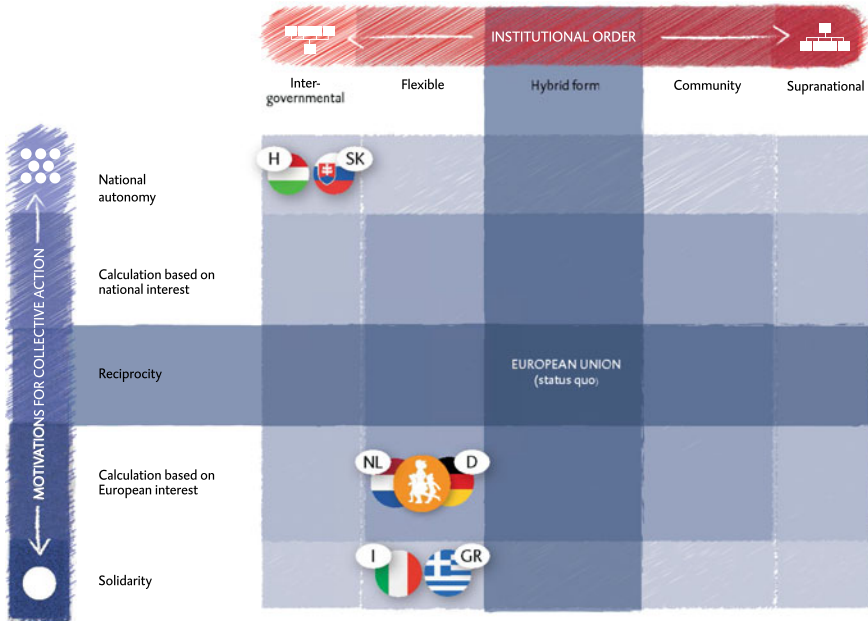 INSTITUTIONAL ORDER
Inter-
governmental
Flexible
Hybrid form
Community
Supranational
MOTIVATIONS FOR COLLECTIVE ACTION
National
autonomy
H
SK
Calculation based on
national interest
Reciprocity
EUROPEAN UNION
(status quo)
Calculation based on
European interest
NL
D
Solidarity
I
GR